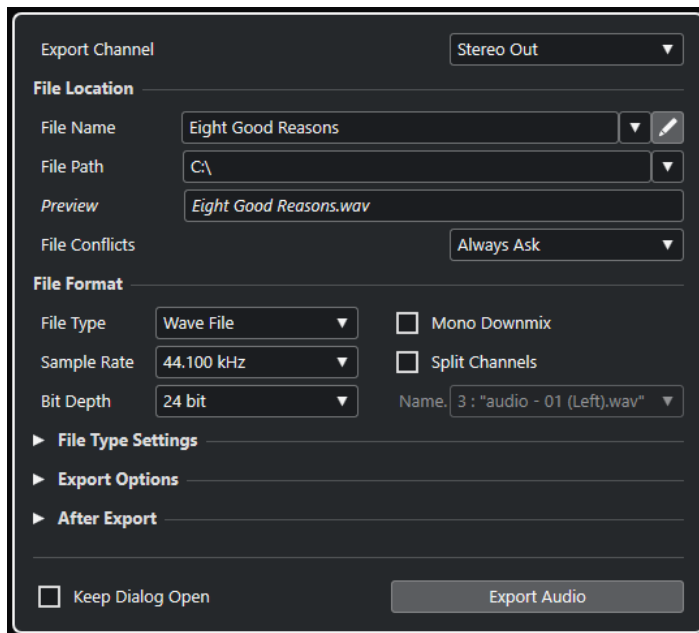 Export Channel Stereo Out
File Location
File Name Eight Good Reasons
File Path C:\
Preview Eight Good Reasons.wav
File Conflicts Always Ask
File Format
File Type Wave File Mono Downmix
Sample Rate 44.100 kHz Split Channels
Bit Depth 24 bit Name. 3 : "audio - 01 (Left).wav"
File Type Settings
Export Options
After Export
Keep Dialog Open Export Audio